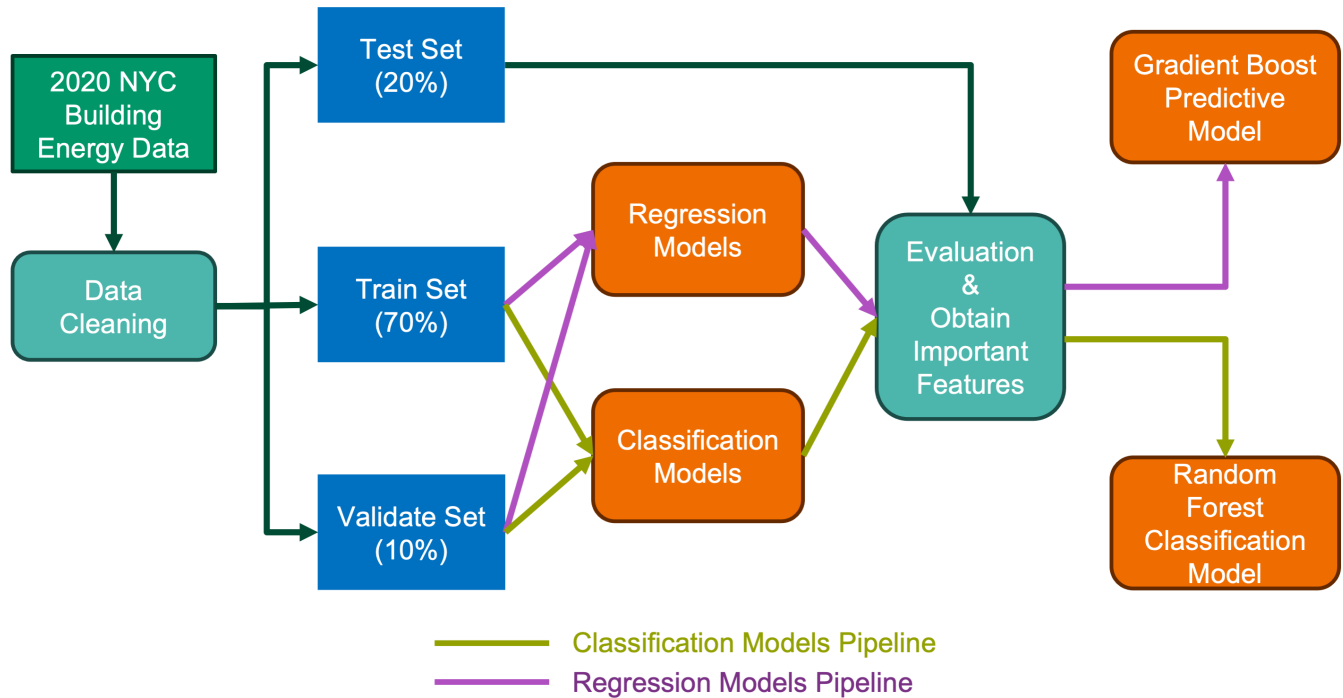 2020 NYC
Building
Energy Data
Data
Cleaning
Test Set
(20%)
Train Set
(70%)
Validate Set
(10%)
Regression
Models
Classification
Models
Evaluation
&
Obtain
Important
Features
Gradient Boost
Predictive
Model
Random
Forest
Classification
Model
Classification Models Pipeline
Regression Models Pipeline